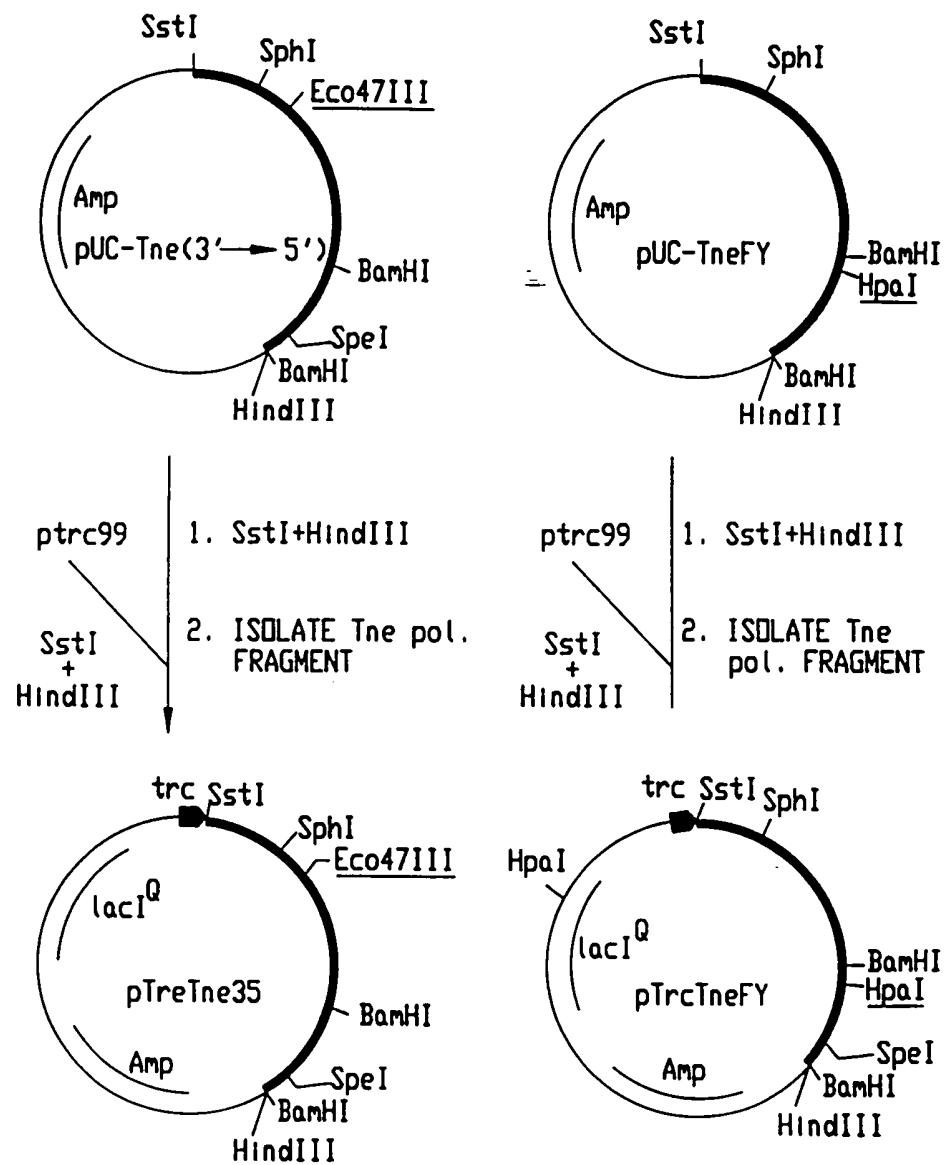 SstI
SphI
Eco47III
Amp
pUC-Tne(3' → 5')
BamHI
SpeI
BamHI
HindIII
SstI
SphI
Amp
pUC-TneFY
BamHI
HpaI
BamHI
HindIII
ptrc99
SstI
+
HindIII
1. SstI+HindIII
2. ISOLATE Tne pol.
FRAGMENT
ptrc99
SstI
+
HindIII
1. SstI+HindIII
2. ISOLATE Tne
pol. FRAGMENT
trc SstI
SphI
Eco47III
lacI^Q
pTreTne35
BamHI
Amp
SpeI
BamHI
HindIII
trc SstI
SphI
HpaI
lacI^Q
pTrcTneFY
BamHI
HpaI
Amp
SpeI
BamHI
HindIII